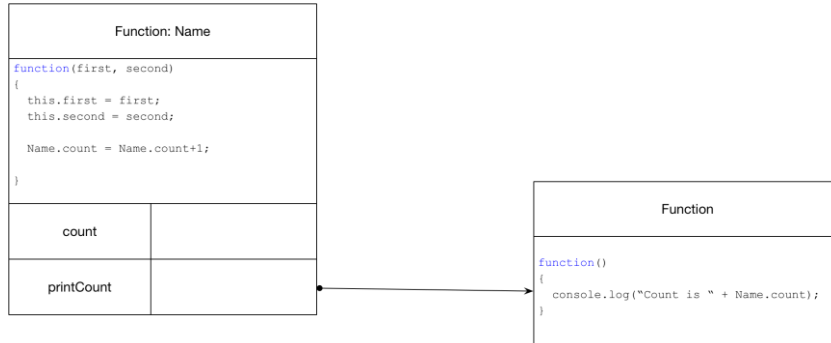 Function: Name
function(first, second)
{
this.first = first;
this.second = second;
Name.count = Name.count+1;
}
count
printCount
Function
function()
{
console.log(“Count is “ + Name.count);
}